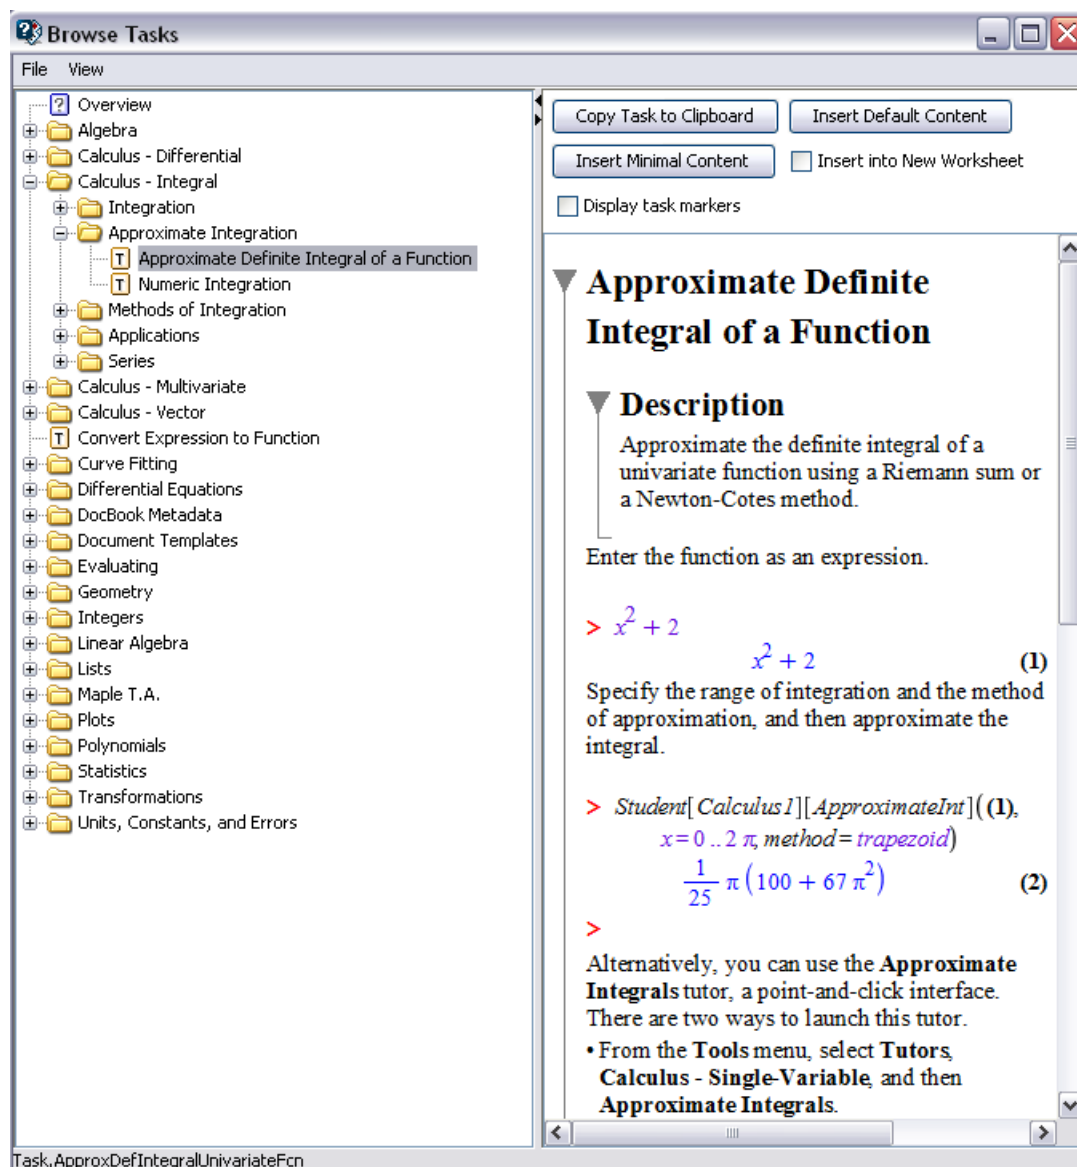 Browse Tasks
File View
Overview
Algebra
Calculus - Differential
Calculus - Integral
Integration
Approximate Integration
Approximate Definite Integral of a Function
Numeric Integration
Methods of Integration
Applications
Series
Calculus - Multivariate
Calculus - Vector
Convert Expression to Function
Curve Fitting
Differential Equations
DocBook Metadata
Document Templates
Evaluating
Geometry
Integers
Linear Algebra
Lists
Maple T.A.
Plots
Polynomials
Statistics
Transformations
Units, Constants, and Errors
Copy Task to Clipboard Insert Default Content
Insert Minimal Content Insert into New Worksheet
Display task markers
Approximate Definite
Integral of a Function
Description
Approximate the definite integral of a
univariate function using a Riemann sum or
a Newton-Cotes method.
Enter the function as an expression.
> x² + 2
x² + 2 (1)
Specify the range of integration and the method
of approximation, and then approximate the
integral.
> Student[Calculus1][ApproximateInt]((1),
x = 0 .. 2 π, method = trapezoid)
1/25 π (100 + 67 π²) (2)
>
Alternatively, you can use the Approximate
Integrals tutor, a point-and-click interface.
There are two ways to launch this tutor.
• From the Tools menu, select Tutors,
Calculus - Single-Variable, and then
Approximate Integrals.
Task.ApproxDefIntegralUnivariateFcn